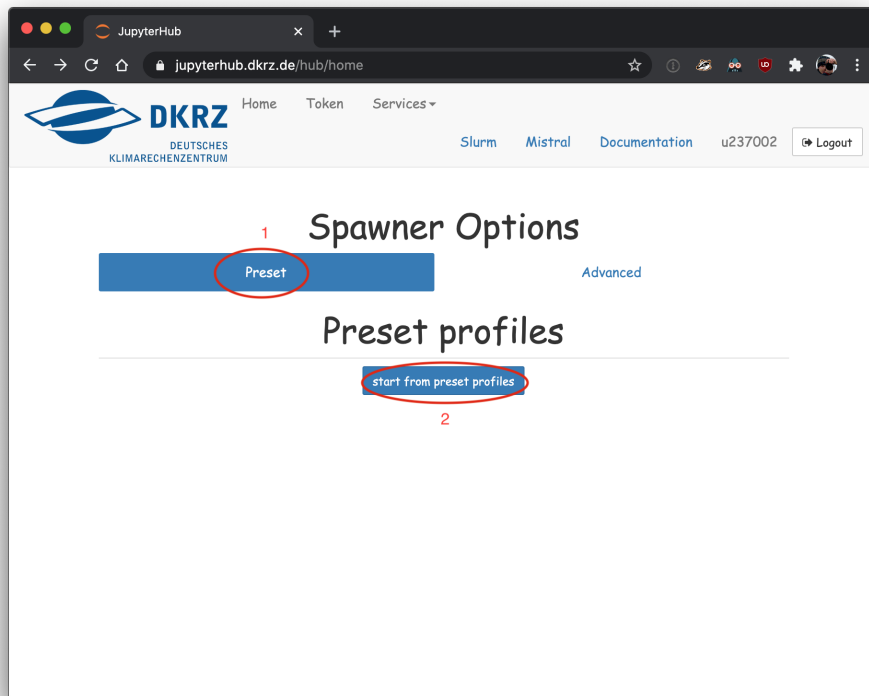 JupyterHub
jupyterhub.dkrz.de/hub/home
DKRZ
DEUTSCHES
KLIMARECHENZENTRUM
Home Token Services
Slurm Mistral Documentation u237002 Logout
1
Spawner Options
Preset Advanced
Preset profiles
start from preset profiles
2